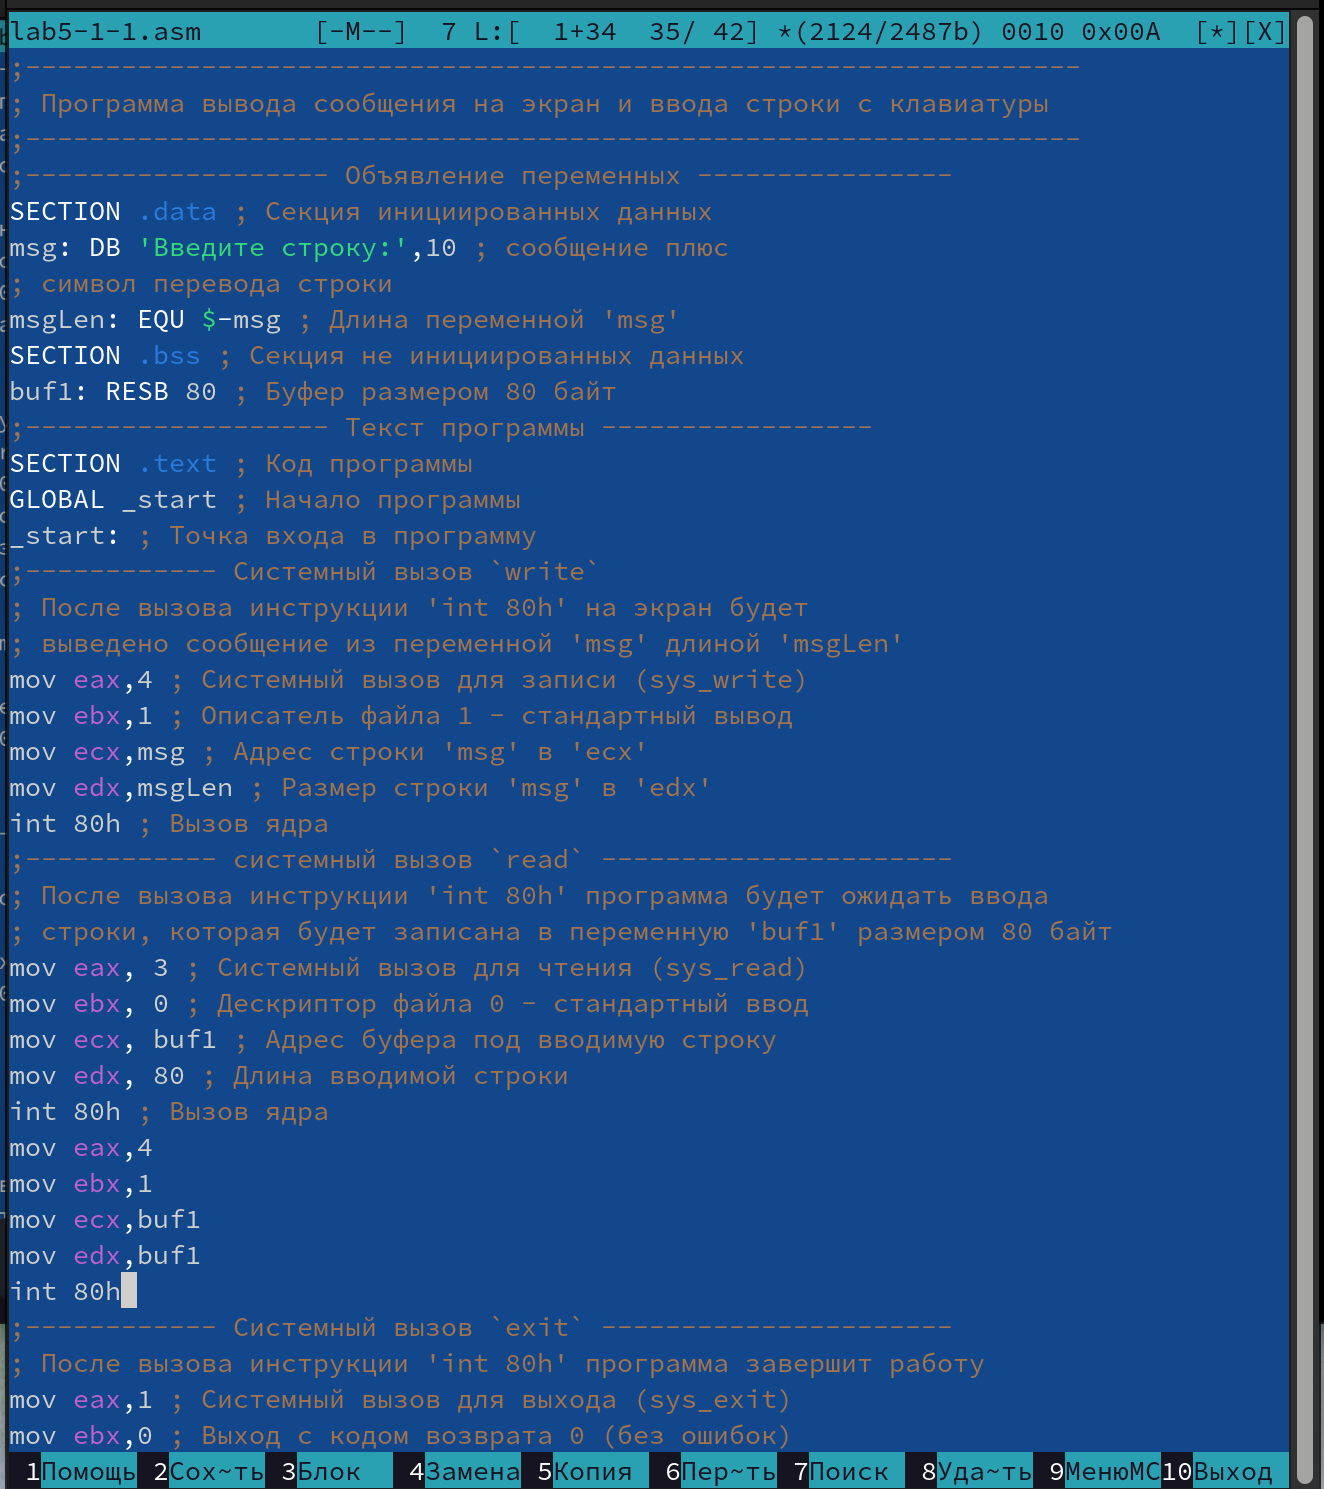 lab5-1-1.asm [-M--] 7 L:[ 1+34 35/ 42] *(2124/2487b) 0010 0x00A [*][X]
;------------------------------------------------------------------
; Программа вывода сообщения на экран и ввода строки с клавиатуры
;------------------------------------------------------------------
;------------------- Объявление переменных ----------------
SECTION .data ; Секция инициированных данных
msg: DB 'Введите строку:',10 ; сообщение плюс
; символ перевода строки
msgLen: EQU $-msg ; Длина переменной 'msg'
SECTION .bss ; Секция не инициированных данных
buf1: RESB 80 ; Буфер размером 80 байт
;------------------- Текст программы -----------------
SECTION .text ; Код программы
GLOBAL _start ; Начало программы
_start: ; Точка входа в программу
;------------ Системный вызов `write`
; После вызова инструкции 'int 80h' на экран будет
; выведено сообщение из переменной 'msg' длиной 'msgLen'
mov eax,4 ; Системный вызов для записи (sys_write)
mov ebx,1 ; Описатель файла 1 - стандартный вывод
mov ecx,msg ; Адрес строки 'msg' в 'ecx'
mov edx,msgLen ; Размер строки 'msg' в 'edx'
int 80h ; Вызов ядра
;------------ системный вызов `read` ----------------------
; После вызова инструкции 'int 80h' программа будет ожидать ввода
; строки, которая будет записана в переменную 'buf1' размером 80 байт
mov eax, 3 ; Системный вызов для чтения (sys_read)
mov ebx, 0 ; Дескриптор файла 0 - стандартный ввод
mov ecx, buf1 ; Адрес буфера под вводимую строку
mov edx, 80 ; Длина вводимой строки
int 80h ; Вызов ядра
mov eax,4
mov ebx,1
mov ecx,buf1
mov edx,buf1
int 80h
;------------ Системный вызов `exit` ----------------------
; После вызова инструкции 'int 80h' программа завершит работу
mov eax,1 ; Системный вызов для выхода (sys_exit)
mov ebx,0 ; Выход с кодом возврата 0 (без ошибок)
1Помощь 2Сох~ть 3Блок 4Замена 5Копия 6Пер~ть 7Поиск 8Уда~ть 9МенюMC 10Выход